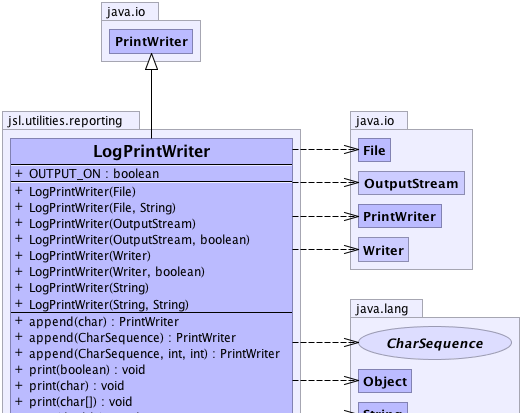 java.io
PrintWriter
jsl.utilities.reporting
LogPrintWriter
+ OUTPUT_ON : boolean
+ LogPrintWriter(File)
+ LogPrintWriter(File, String)
+ LogPrintWriter(OutputStream)
+ LogPrintWriter(OutputStream, boolean)
+ LogPrintWriter(Writer)
+ LogPrintWriter(Writer, boolean)
+ LogPrintWriter(String)
+ LogPrintWriter(String, String)
+ append(char) : PrintWriter
+ append(CharSequence) : PrintWriter
+ append(CharSequence, int, int) : PrintWriter
+ print(boolean) : void
+ print(char) : void
+ print(char[]) : void
java.io
File
OutputStream
PrintWriter
Writer
java.lang
CharSequence
Object